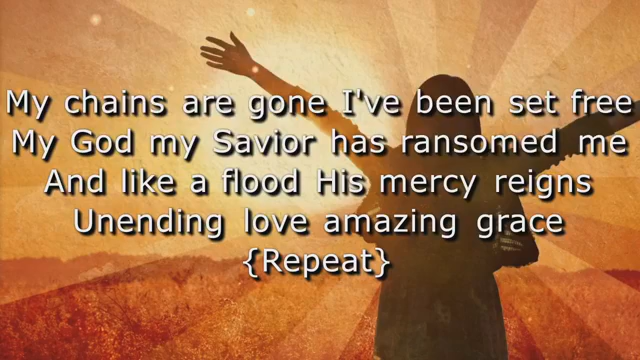 My chains are gone I've been set free
My God my Savior has ransomed me
And like a flood His mercy reigns
Unending love amazing grace
{Repeat}